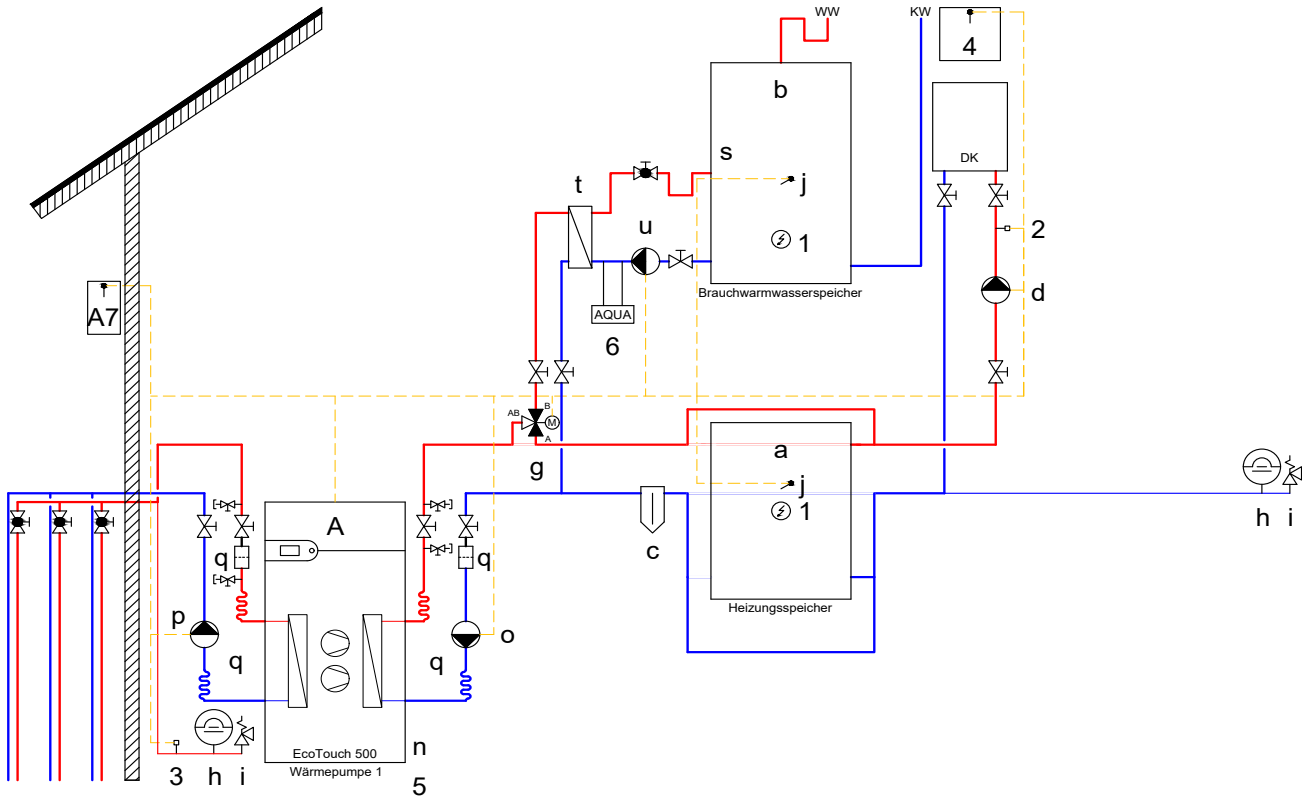 WW
KW
4
b
DK
s
t
j
u
2
1
Brauchwarmwasserspeicher
d
A7
AQUA
6
B
AB
M
A
a
g
h
i
j
A
1
q
q
c
Heizungsspeicher
p
o
q
q
EcoTouch 500
n
Wärmepumpe 1
3
h
i
5